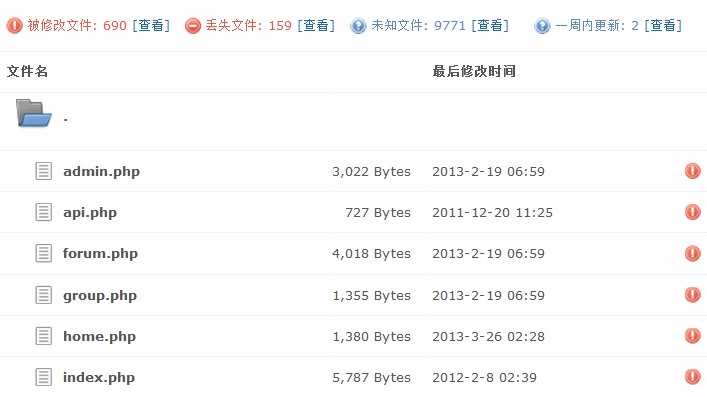 被修改文件: 690 [查看] 丢失文件: 159 [查看] 未知文件: 9771 [查看] 一周内更新: 2 [查看]
文件名 最后修改时间
.
admin.php 3,022 Bytes 2013-2-19 06:59
api.php 727 Bytes 2011-12-20 11:25
forum.php 4,018 Bytes 2013-2-19 06:59
group.php 1,355 Bytes 2013-2-19 06:59
home.php 1,380 Bytes 2013-3-26 02:28
index.php 5,787 Bytes 2012-2-8 02:39